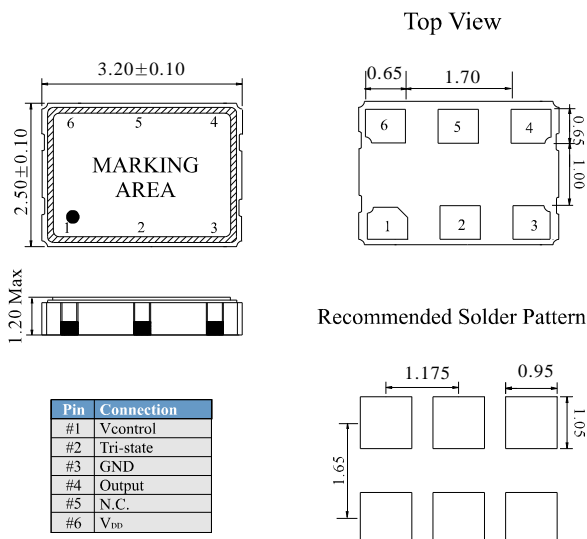 Top View
3.20±0.10
0.65 1.70
6 5 4
MARKING
AREA
1 2 3
2.50±0.10
6 5 4
1 2 3
0.65
1.00
1.20 Max
Recommended Solder Pattern
1.175 0.95
1.05
1.65
Pin Connection
#1 Vcontrol
#2 Tri-state
#3 GND
#4 Output
#5 N.C.
#6 VDD